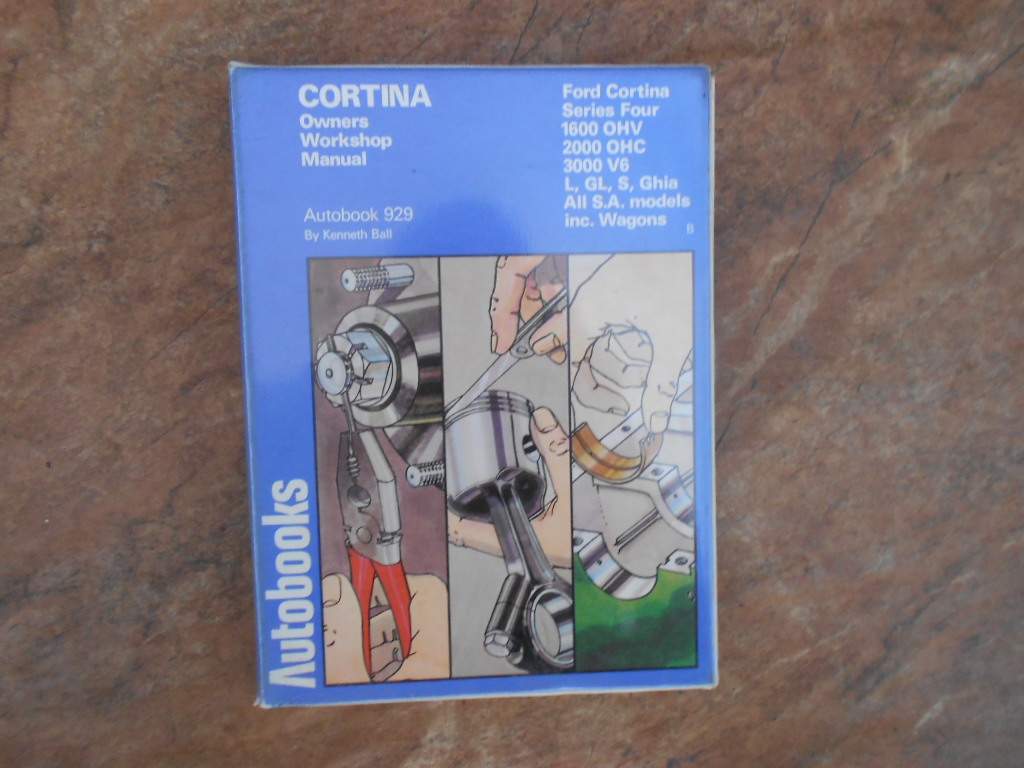 CORTINA
Owners
Workshop
Manual
Autobook 929
By Kenneth Ball
Ford Cortina
Series Four
1600 OHV
2000 OHC
3000 V6
L, GL, S, Ghia
All S.A. models
inc. Wagons
B
Autobooks